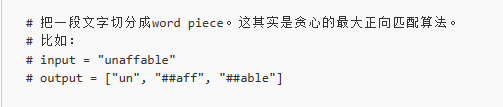 # 把一段文字切分成word piece。这其实是贪心的最大正向匹配算法。
# 比如：
# input = "unaffable"
# output = ["un", "##aff", "##able"]